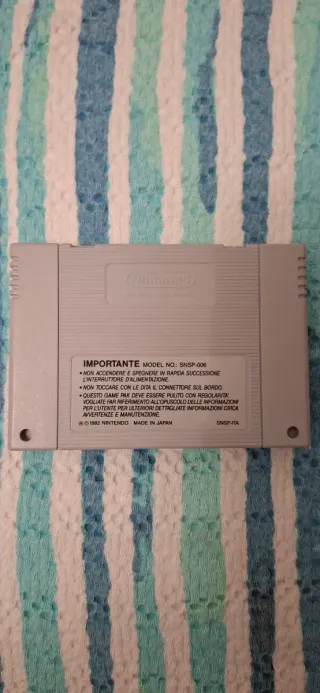 Nintendo
IMPORTANTE MODEL NO.: SNSP-006
• NON ACCENDERE E SPEGNERE IN RAPIDA SUCCESSIONE
L'INTERRUTTORE D'ALIMENTAZIONE.
• NON TOCCARE CON LE DITA IL CONNETTORE SUL BORDO.
• QUESTO GAME PAK DEVE ESSERE PULITO CON REGOLARITÀ:
VOGLIATE FAR RIFERIMENTO ALL'OPUSCOLO DELLE INFORMAZIONI
PER L'UTENTE PER ULTERIORI DETTAGLIATE INFORMAZIONI CIRCA
AVVERTENZE E MANUTENZIONE.
© 1992 NINTENDO MADE IN JAPAN SNSP-ITA